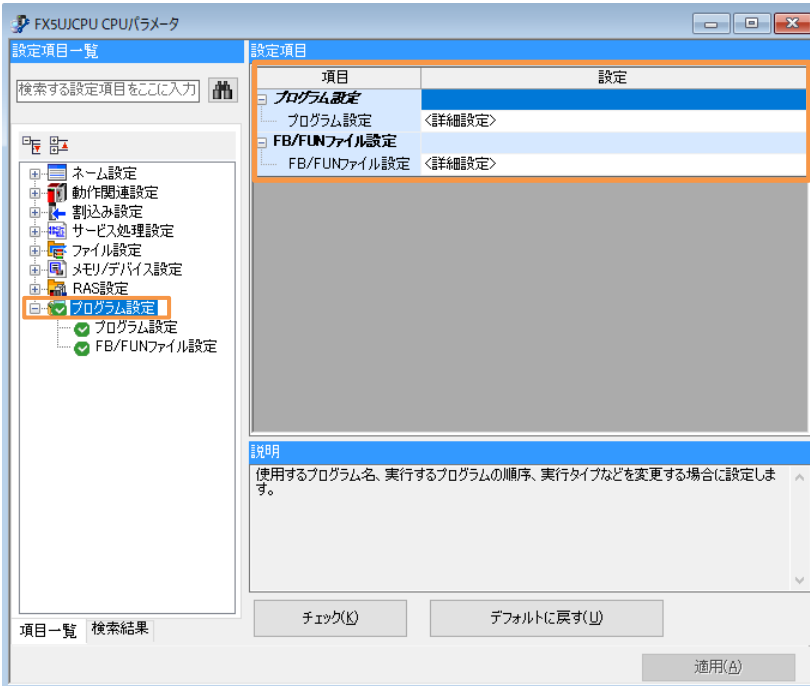 FX5UJCPU CPUパラメータ
設定項目一覧
検索する設定項目をここに入力
ネーム設定
動作関連設定
割込み設定
サービス処理設定
ファイル設定
メモリ/デバイス設定
RAS設定
プログラム設定
プログラム設定
FB/FUNファイル設定
項目一覧 検索結果
設定項目
項目 設定
プログラム設定
プログラム設定 <詳細設定>
FB/FUNファイル設定
FB/FUNファイル設定 <詳細設定>
説明
使用するプログラム名、実行するプログラムの順序、実行タイプなどを変更する場合に設定しま
す。
チェック(K) デフォルトに戻す(U)
適用(A)